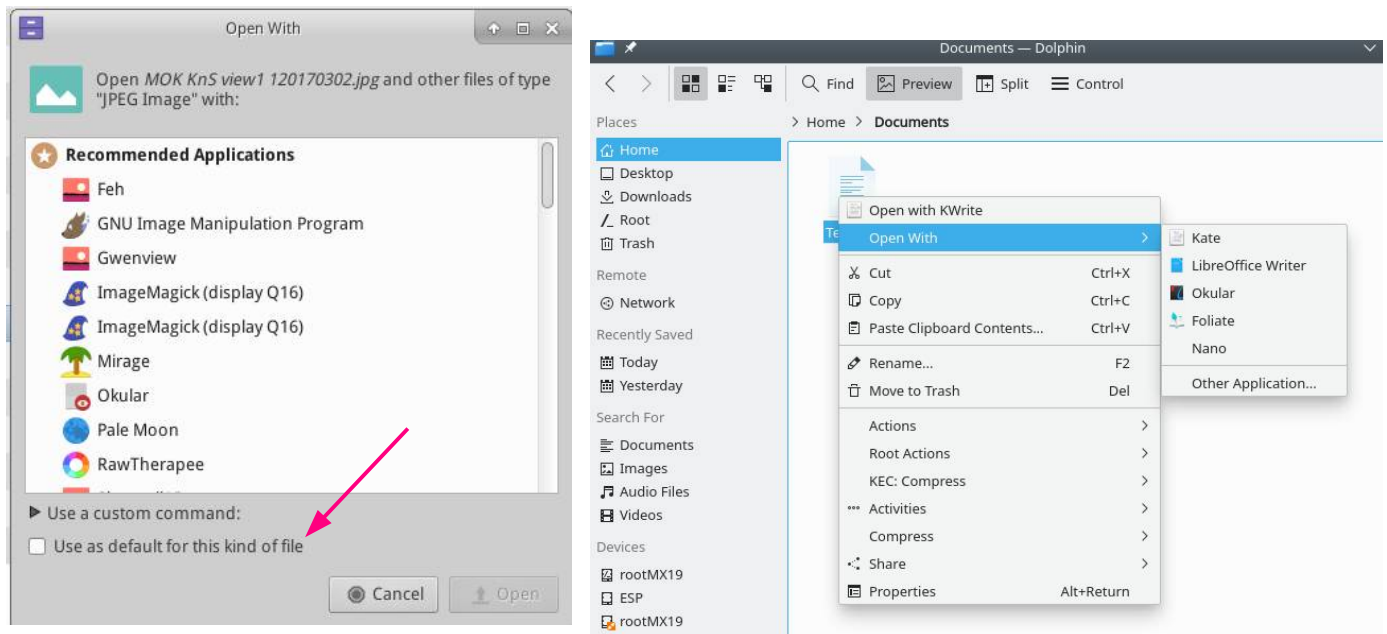 Open With
Open MOK KnS view1 120170302.jpg and other files of type
"JPEG Image" with:
Recommended Applications
Feh
GNU Image Manipulation Program
Gwenview
ImageMagick (display Q16)
ImageMagick (display Q16)
Mirage
Okular
Pale Moon
RawTherapee
Use a custom command:
Use as default for this kind of file
Cancel
Open
Documents — Dolphin
Find
Preview
Split
Control
Places
> Home > Documents
Home
Desktop
Downloads
Root
Trash
Remote
Network
Recently Saved
Today
Yesterday
Search For
Documents
Images
Audio Files
Videos
Devices
rootMX19
ESP
rootMX19
Te
Open with KWrite
Open With
Cut Ctrl+X
Copy Ctrl+C
Paste Clipboard Contents... Ctrl+V
Rename... F2
Move to Trash Del
Actions
Root Actions
KEC: Compress
Activities
Compress
Share
Properties Alt+Return
Kate
LibreOffice Writer
Okular
Foliate
Nano
Other Application...